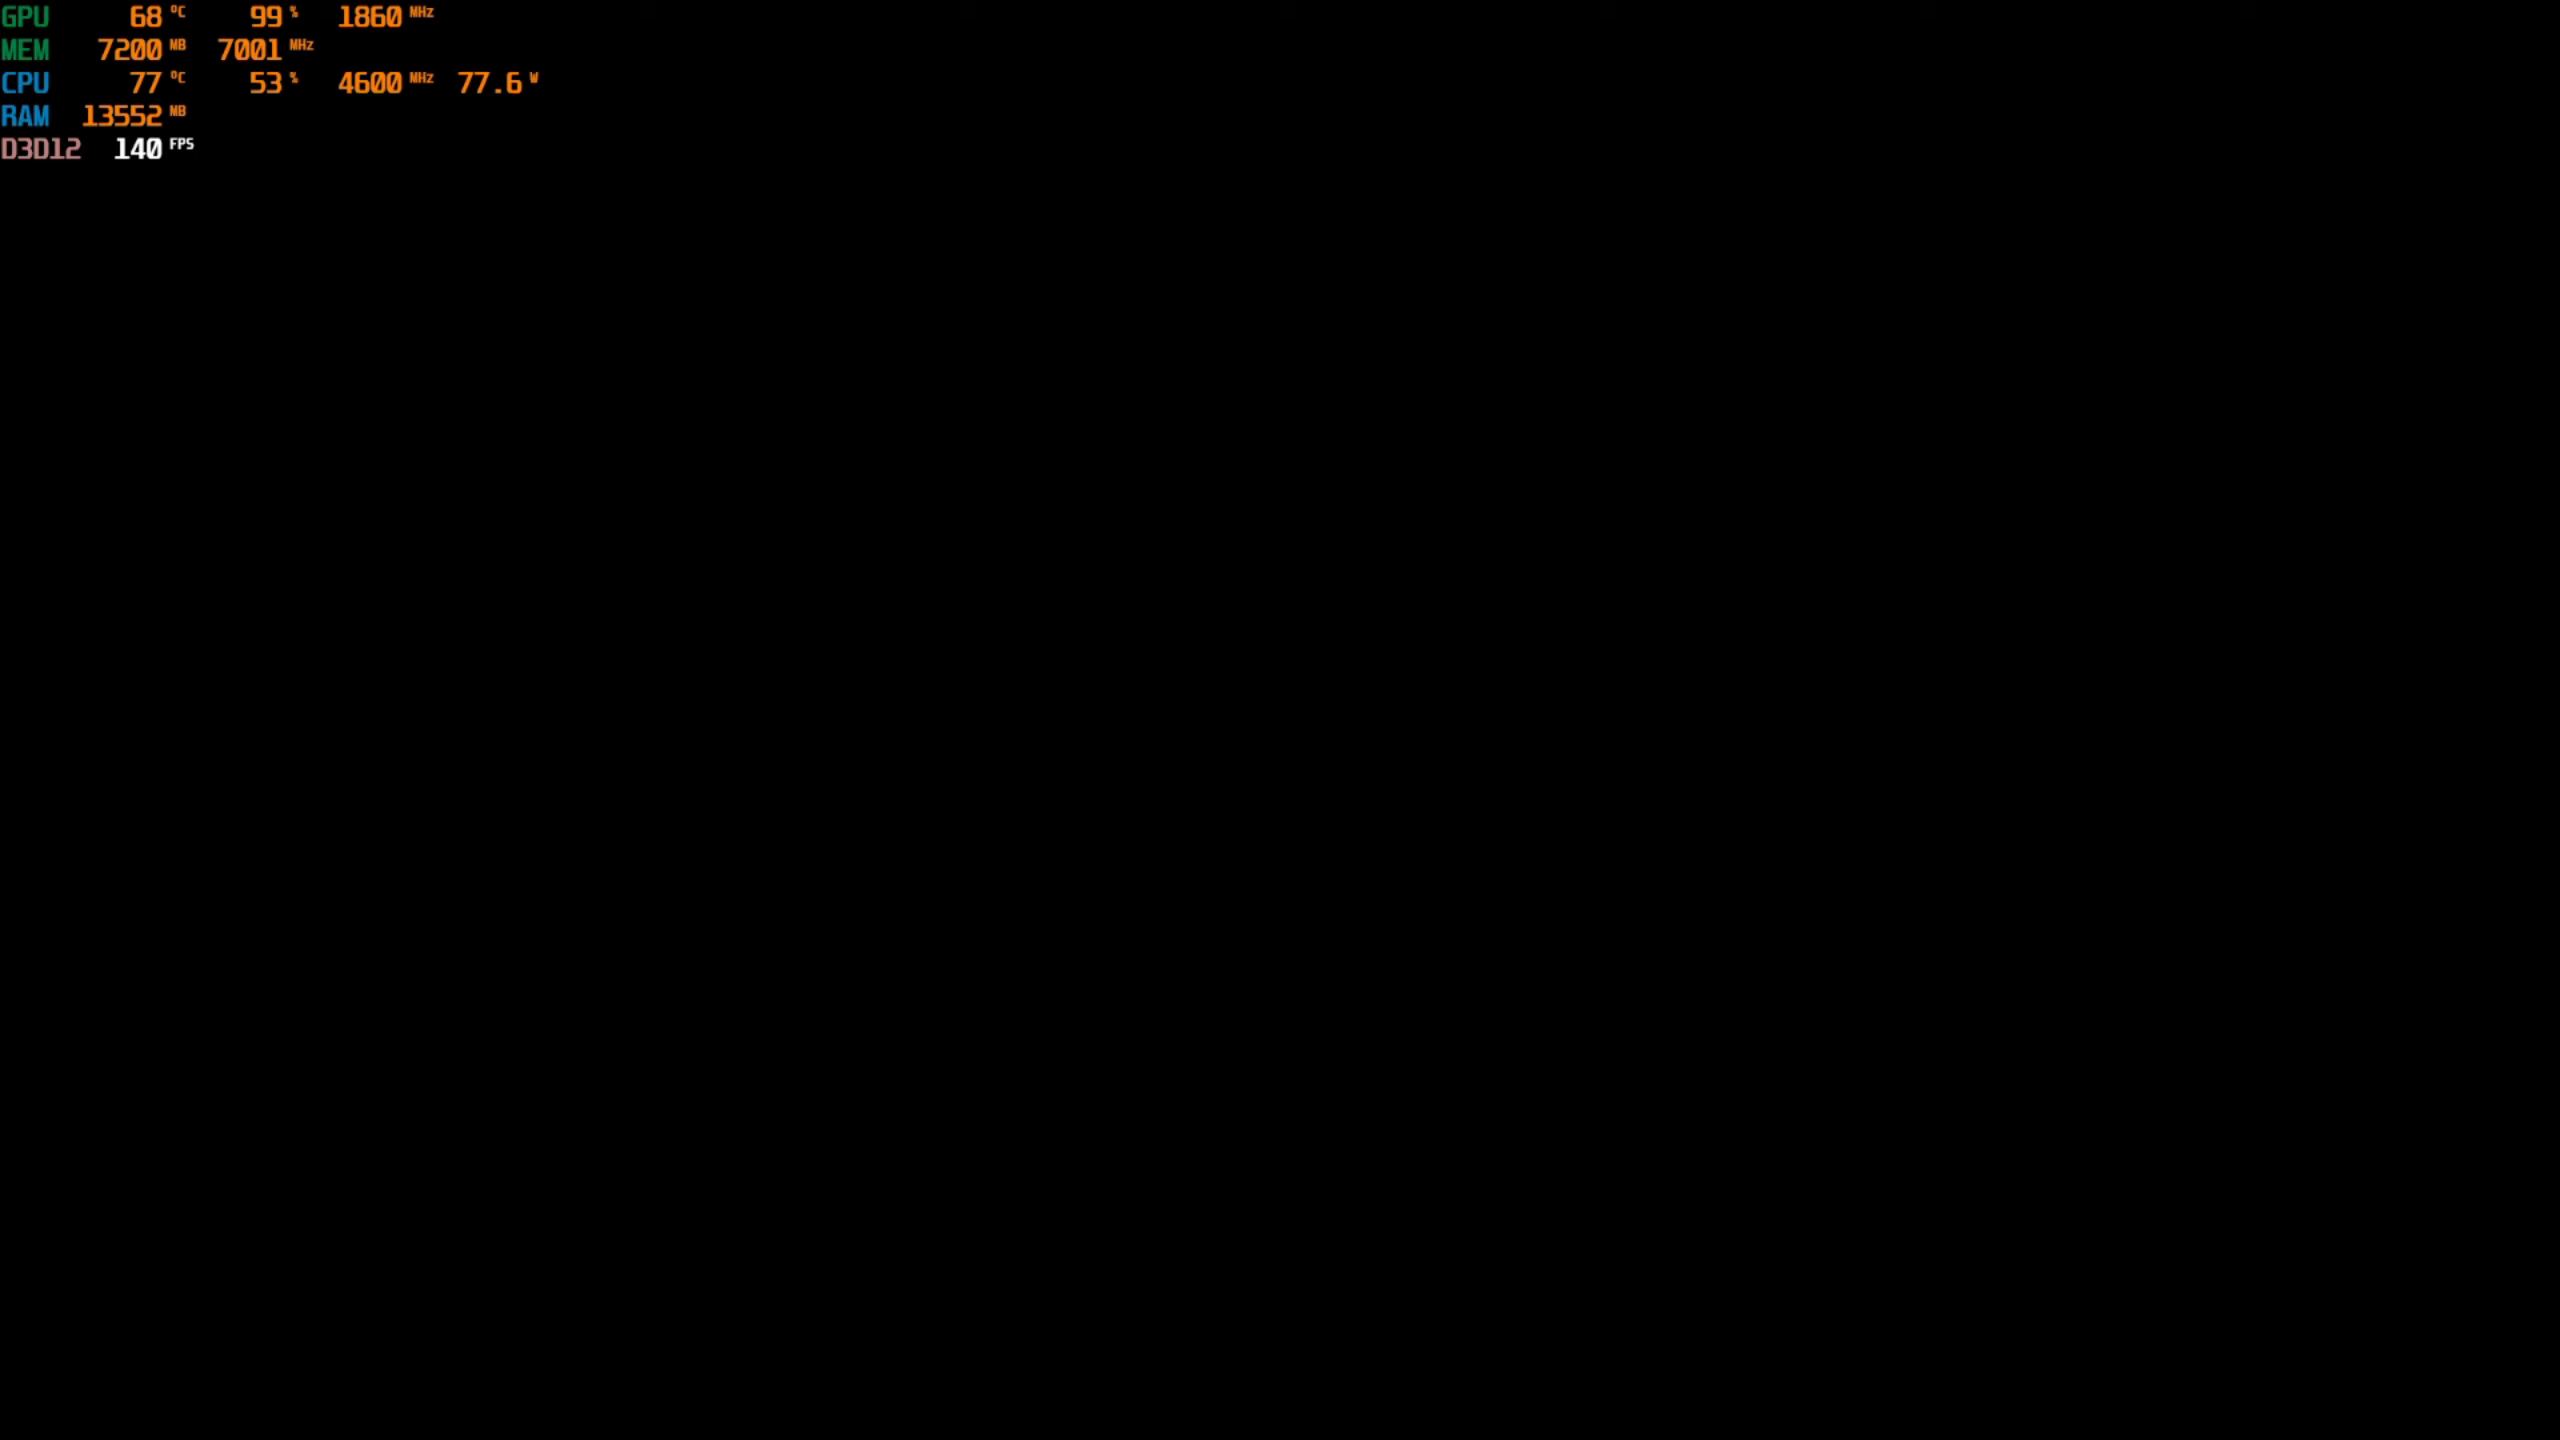 GPU 68 °C 99 % 1860 MHz
MEM 7200 MB 7001 MHz
CPU 77 °C 53 % 4600 MHz 77.6 W
RAM 13552 MB
D3D12 140 FPS